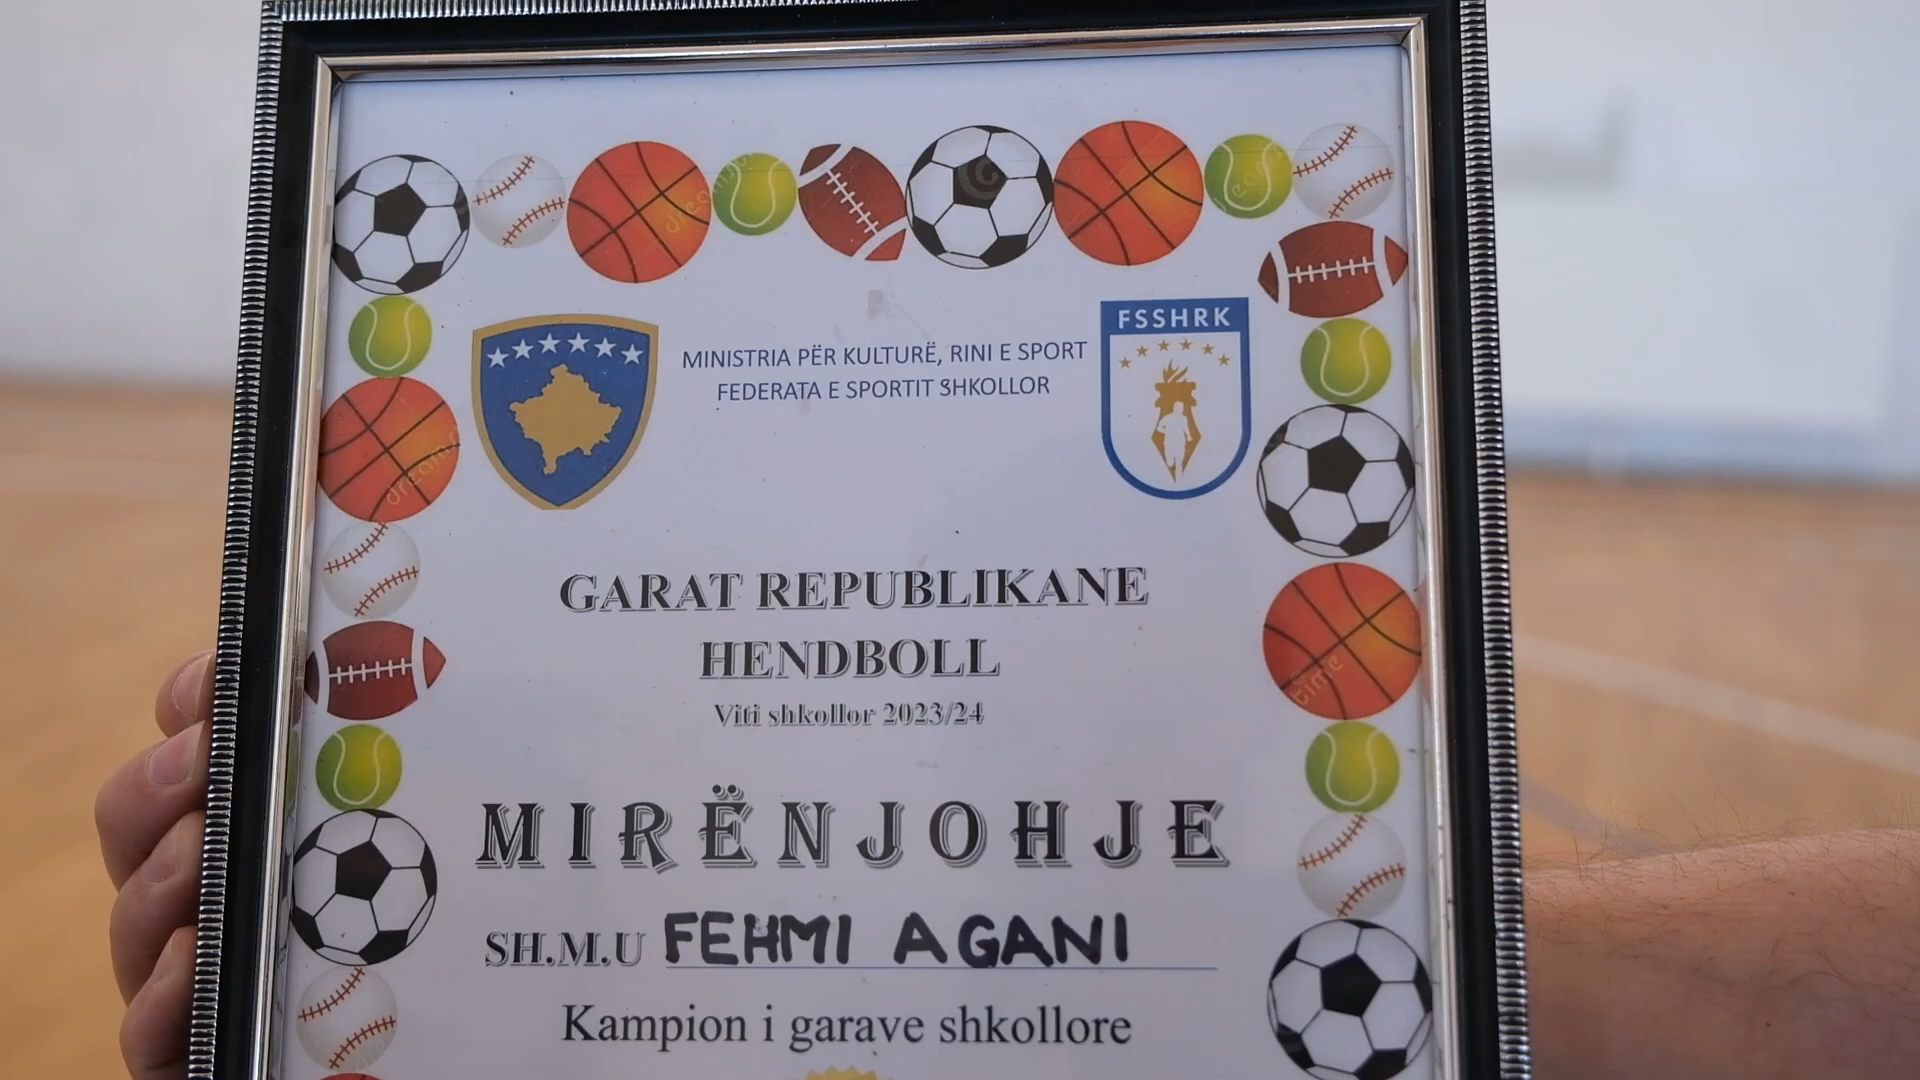 FSSHRK
MINISTRIA PËR KULTURË, RINI E SPORT
FEDERATA E SPORTIT SHKOLLOR
GARAT REPUBLIKANE
HENDBOLL
Viti shkollor 2023/24
MIRËNJOHJE
SH.M.U FEHMI AGANI
Kampion i garave shkollore